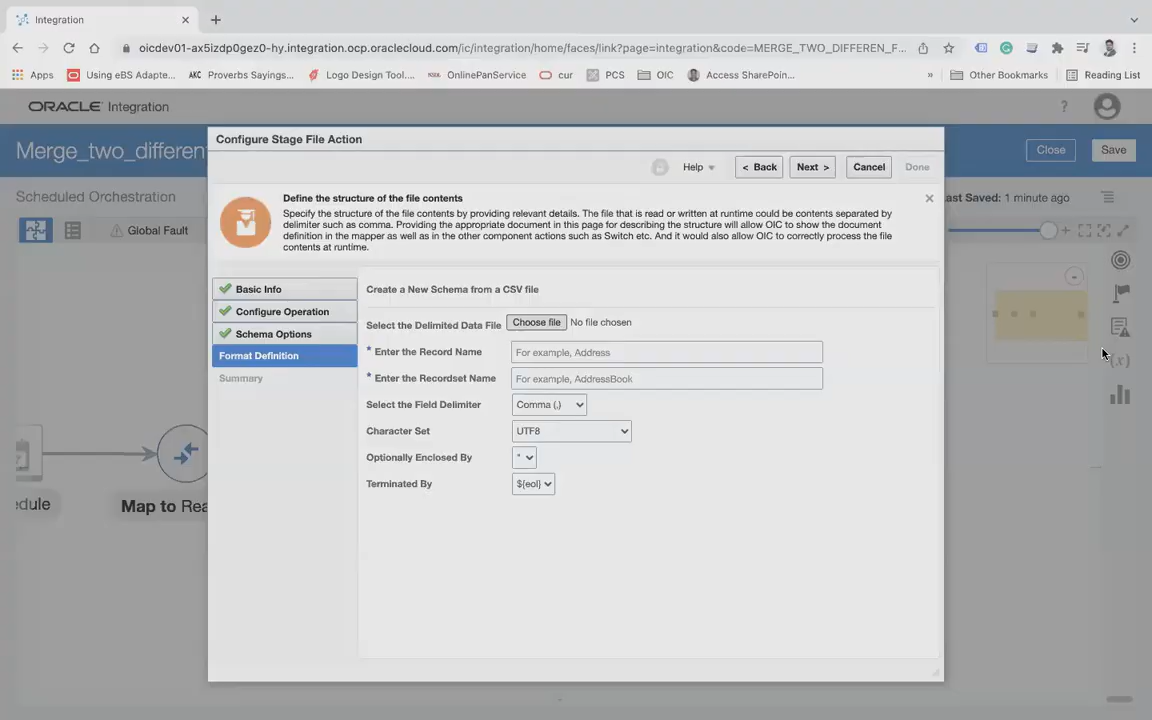 Integration
oicdev01-ax5izdp0gez0-hy.integration.ocp.oraclecloud.com/ic/integration/home/faces/link?page=integration&code=MERGE_TWO_DIFFEREN_F...
Apps
Using eBS Adapte...
AKC Proverbs Sayings...
Logo Design Tool....
OnlinePanService
cur
PCS
OIC
Access SharePoin...
»
Other Bookmarks
Reading List
ORACLE Integration
?
Merge_two_different
Close
Save
Scheduled Orchestration
ast Saved: 1 minute ago
Global Fault
Configure Stage File Action
Help
< Back
Next >
Cancel
Done
Define the structure of the file contents
Specify the structure of the file contents by providing relevant details. The file that is read or written at runtime could be contents separated by
delimiter such as comma. Providing the appropriate document in this page for describing the structure will allow OIC to show the document
definition in the mapper as well as in the other component actions such as Switch etc. And it would also allow OIC to correctly process the file
contents at runtime.
Basic Info
Configure Operation
Schema Options
Format Definition
Summary
Create a New Schema from a CSV file
Select the Delimited Data File Choose file No file chosen
* Enter the Record Name For example, Address
* Enter the Recordset Name For example, AddressBook
Select the Field Delimiter Comma (,)
Character Set UTF8
Optionally Enclosed By "
Terminated By ${eol}
edule
Map to Rea
(x)